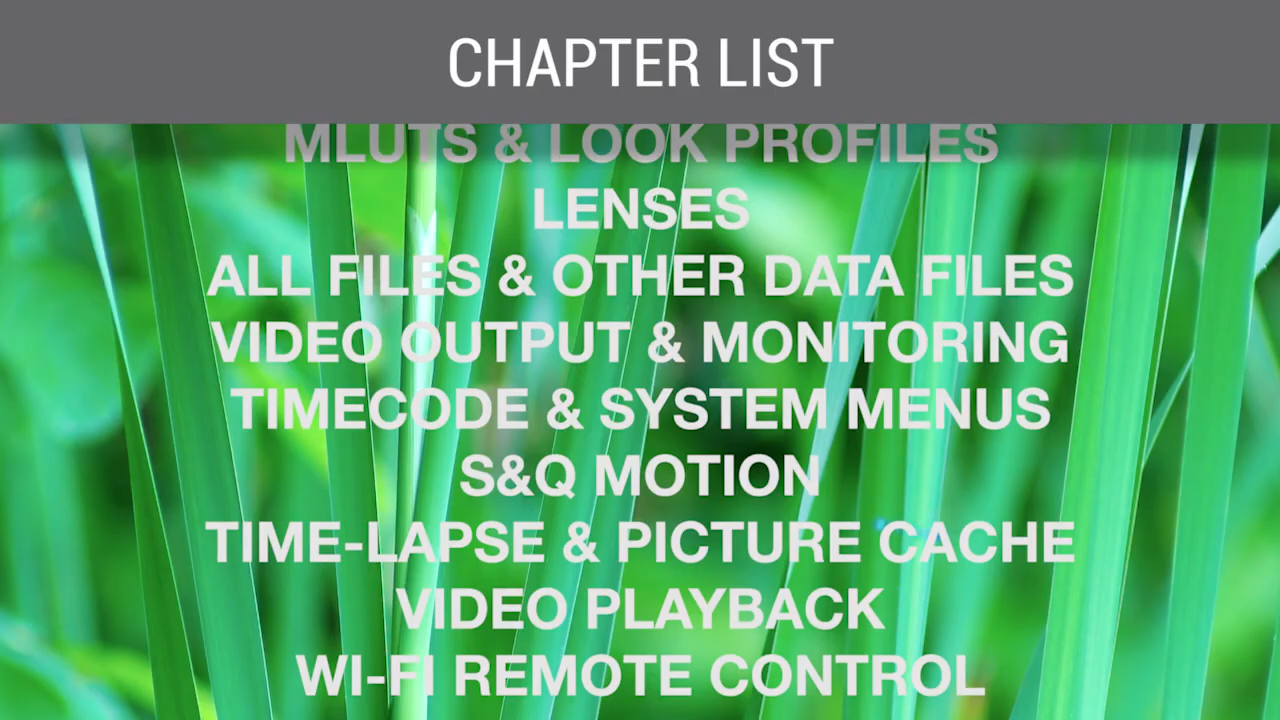 CHAPTER LIST
MLUTS & LOOK PROFILES
LENSES
ALL FILES & OTHER DATA FILES
VIDEO OUTPUT & MONITORING
TIMECODE & SYSTEM MENUS
S&Q MOTION
TIME-LAPSE & PICTURE CACHE
VIDEO PLAYBACK
WI-FI REMOTE CONTROL